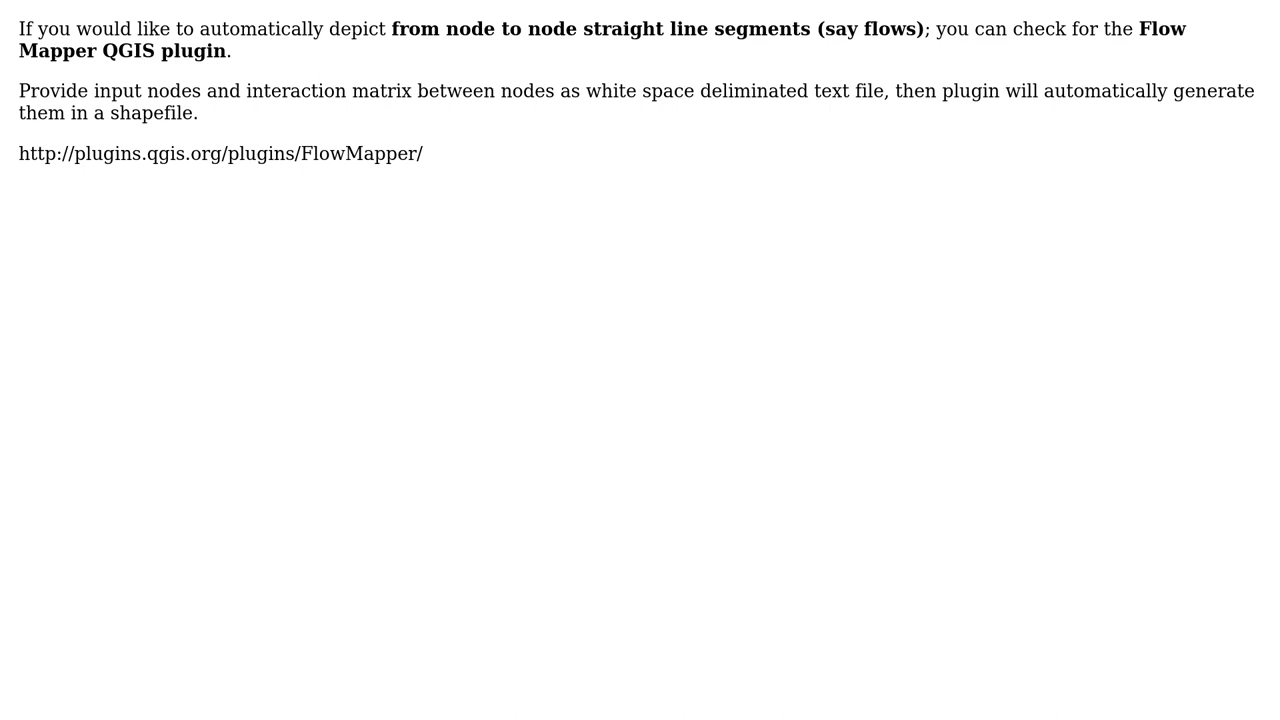 If you would like to automatically depict from node to node straight line segments (say flows); you can check for the Flow
Mapper QGIS plugin.
Provide input nodes and interaction matrix between nodes as white space deliminated text file, then plugin will automatically generate
them in a shapefile.
http://plugins.qgis.org/plugins/FlowMapper/